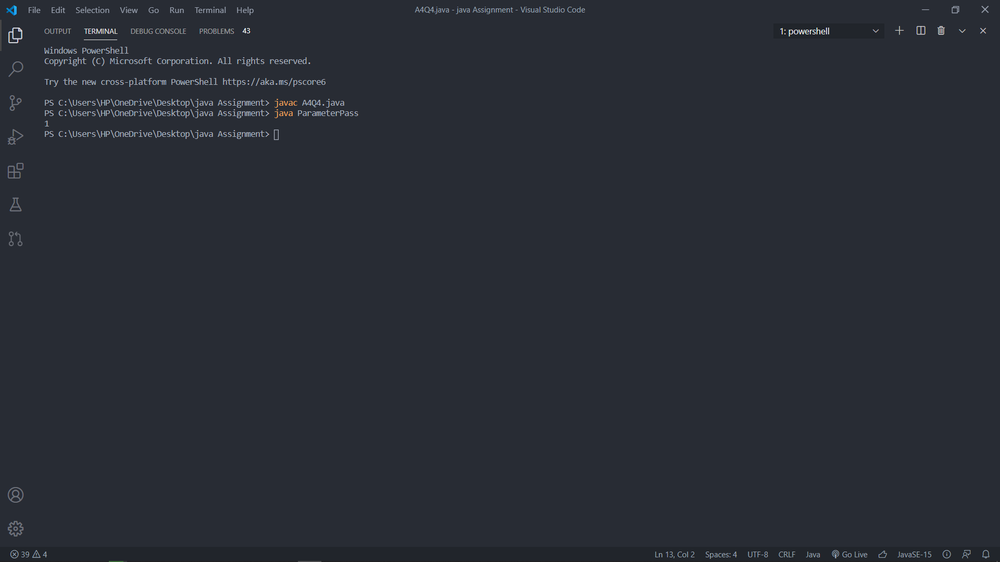 File Edit Selection View Go Run Terminal Help
A4Q4.java - java Assignment - Visual Studio Code
OUTPUT TERMINAL DEBUG CONSOLE PROBLEMS 43
1: powershell
Windows PowerShell
Copyright (C) Microsoft Corporation. All rights reserved.
Try the new cross-platform PowerShell https://aka.ms/pscore6
PS C:\Users\HP\OneDrive\Desktop\java Assignment> javac A4Q4.java
PS C:\Users\HP\OneDrive\Desktop\java Assignment> java ParameterPass
1
PS C:\Users\HP\OneDrive\Desktop\java Assignment>
39 4
Ln 13, Col 2 Spaces: 4 UTF-8 CRLF Java Go Live JavaSE-15